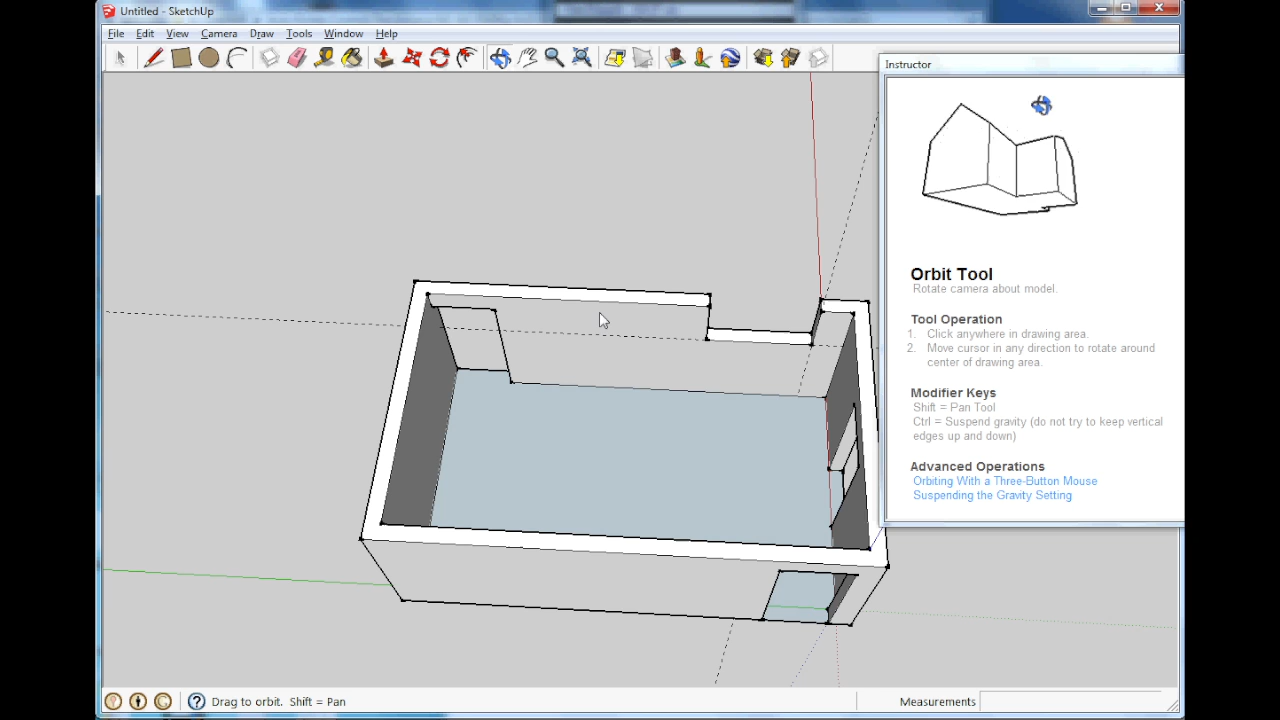 Untitled - SketchUp
File Edit View Camera Draw Tools Window Help
Instructor
Orbit Tool
Rotate camera about model.
Tool Operation
1. Click anywhere in drawing area.
2. Move cursor in any direction to rotate around
center of drawing area.
Modifier Keys
Shift = Pan Tool
Ctrl = Suspend gravity (do not try to keep vertical
edges up and down)
Advanced Operations
Orbiting With a Three-Button Mouse
Suspending the Gravity Setting
Drag to orbit. Shift = Pan
Measurements